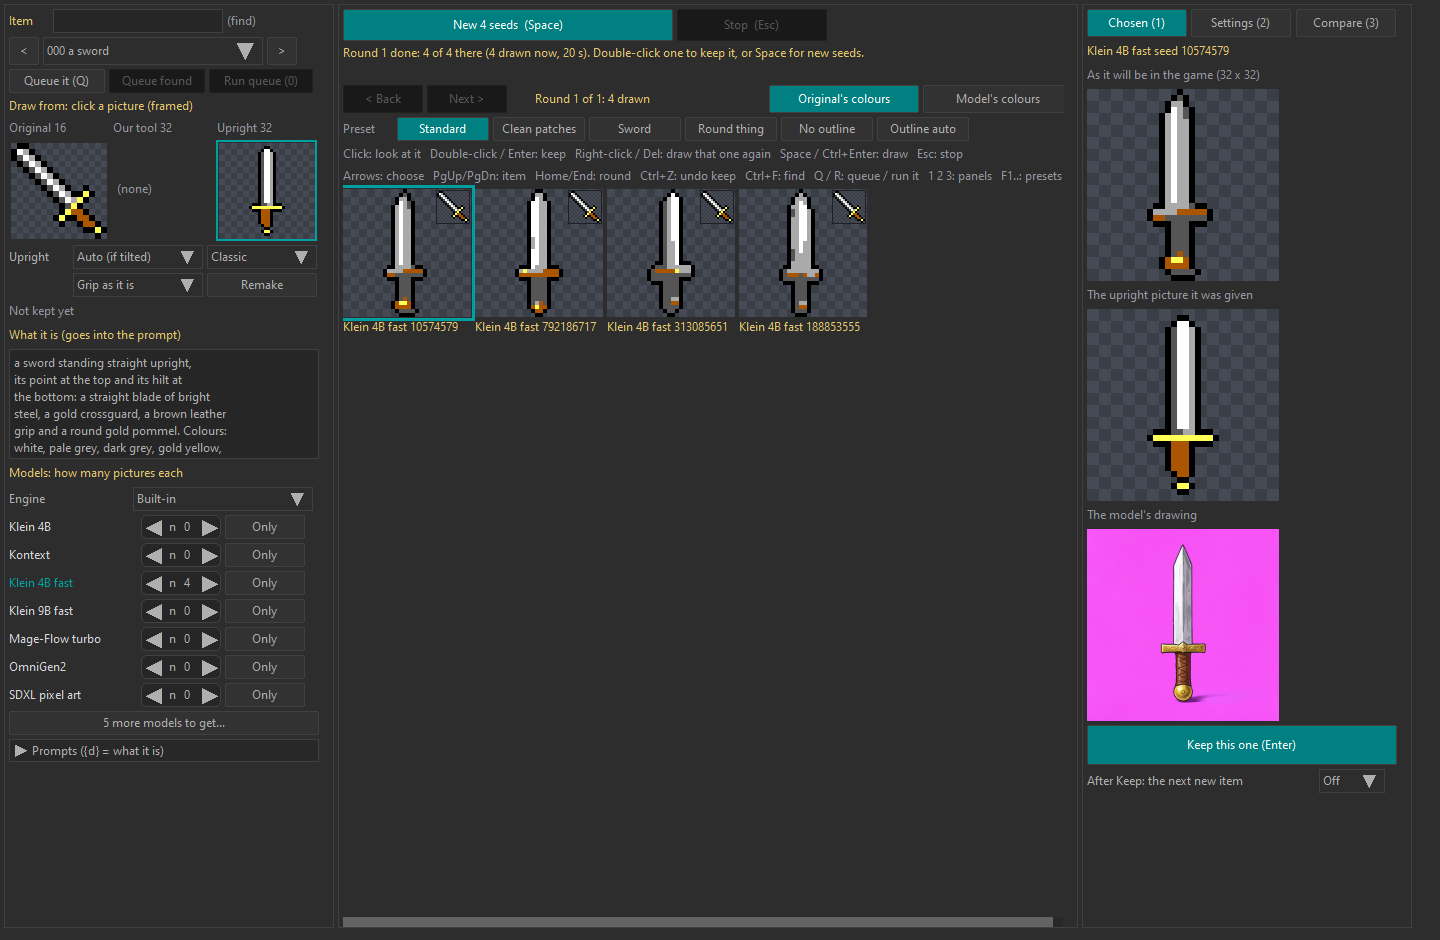 Item (find)
< 000 a sword >
Queue it (Q) Queue found Run queue (0)
Draw from: click a picture (framed)
Original 16 Our tool 32 Upright 32
(none)
Upright Auto (if tilted) Classic
Grip as it is Remake
Not kept yet
What it is (goes into the prompt)
a sword standing straight upright,
its point at the top and its hilt at
the bottom: a straight blade of bright
steel, a gold crossguard, a brown leather
grip and a round gold pommel. Colours:
white, pale grey, dark grey, gold yellow,
Models: how many pictures each
Engine Built-in
Klein 4B n 0 Only
Kontext n 0 Only
Klein 4B fast n 4 Only
Klein 9B fast n 0 Only
Mage-Flow turbo n 0 Only
OmniGen2 n 0 Only
SDXL pixel art n 0 Only
5 more models to get...
Prompts ({d} = what it is)
New 4 seeds (Space) Stop (Esc)
Round 1 done: 4 of 4 there (4 drawn now, 20 s). Double-click one to keep it, or Space for new seeds.
< Back Next > Round 1 of 1: 4 drawn Original's colours Model's colours
Preset Standard Clean patches Sword Round thing No outline Outline auto
Click: look at it Double-click / Enter: keep Right-click / Del: draw that one again Space / Ctrl+Enter: draw Esc: stop
Arrows: choose PgUp/PgDn: item Home/End: round Ctrl+Z: undo keep Ctrl+F: find Q / R: queue / run it 1 2 3: panels F1..: presets
Klein 4B fast 10574579 Klein 4B fast 792186717 Klein 4B fast 313085651 Klein 4B fast 188853555
Chosen (1) Settings (2) Compare (3)
Klein 4B fast seed 10574579
As it will be in the game (32 x 32)
The upright picture it was given
The model's drawing
Keep this one (Enter)
After Keep: the next new item Off